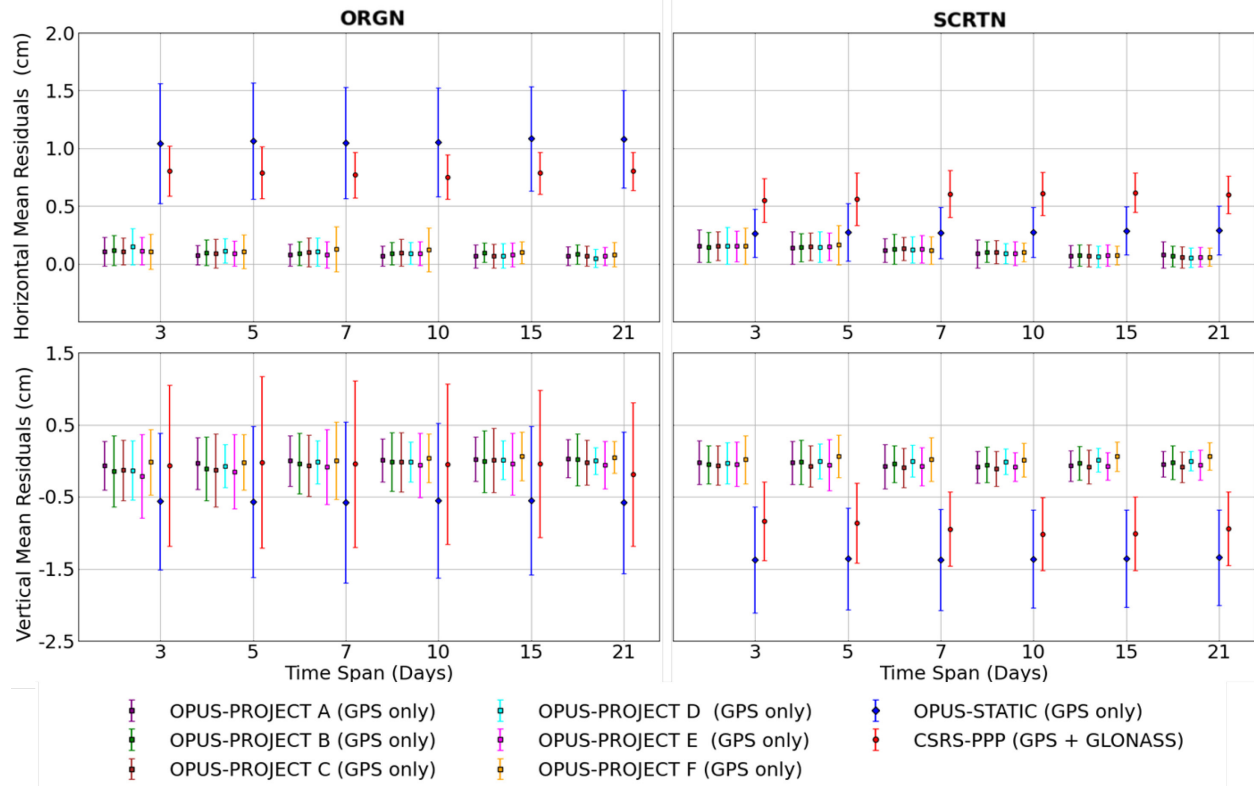 ORGN
SCRTN
Horizontal Mean Residuals (cm)
2.0
1.5
1.0
0.5
0.0
3 5 7 10 15 21
3 5 7 10 15 21
Vertical Mean Residuals (cm)
1.5
0.5
-0.5
-1.5
-2.5
3 5 7 10 15 21
3 5 7 10 15 21
Time Span (Days)
Time Span (Days)
OPUS-PROJECT A (GPS only)
OPUS-PROJECT B (GPS only)
OPUS-PROJECT C (GPS only)
OPUS-PROJECT D (GPS only)
OPUS-PROJECT E (GPS only)
OPUS-PROJECT F (GPS only)
OPUS-STATIC (GPS only)
CSRS-PPP (GPS + GLONASS)